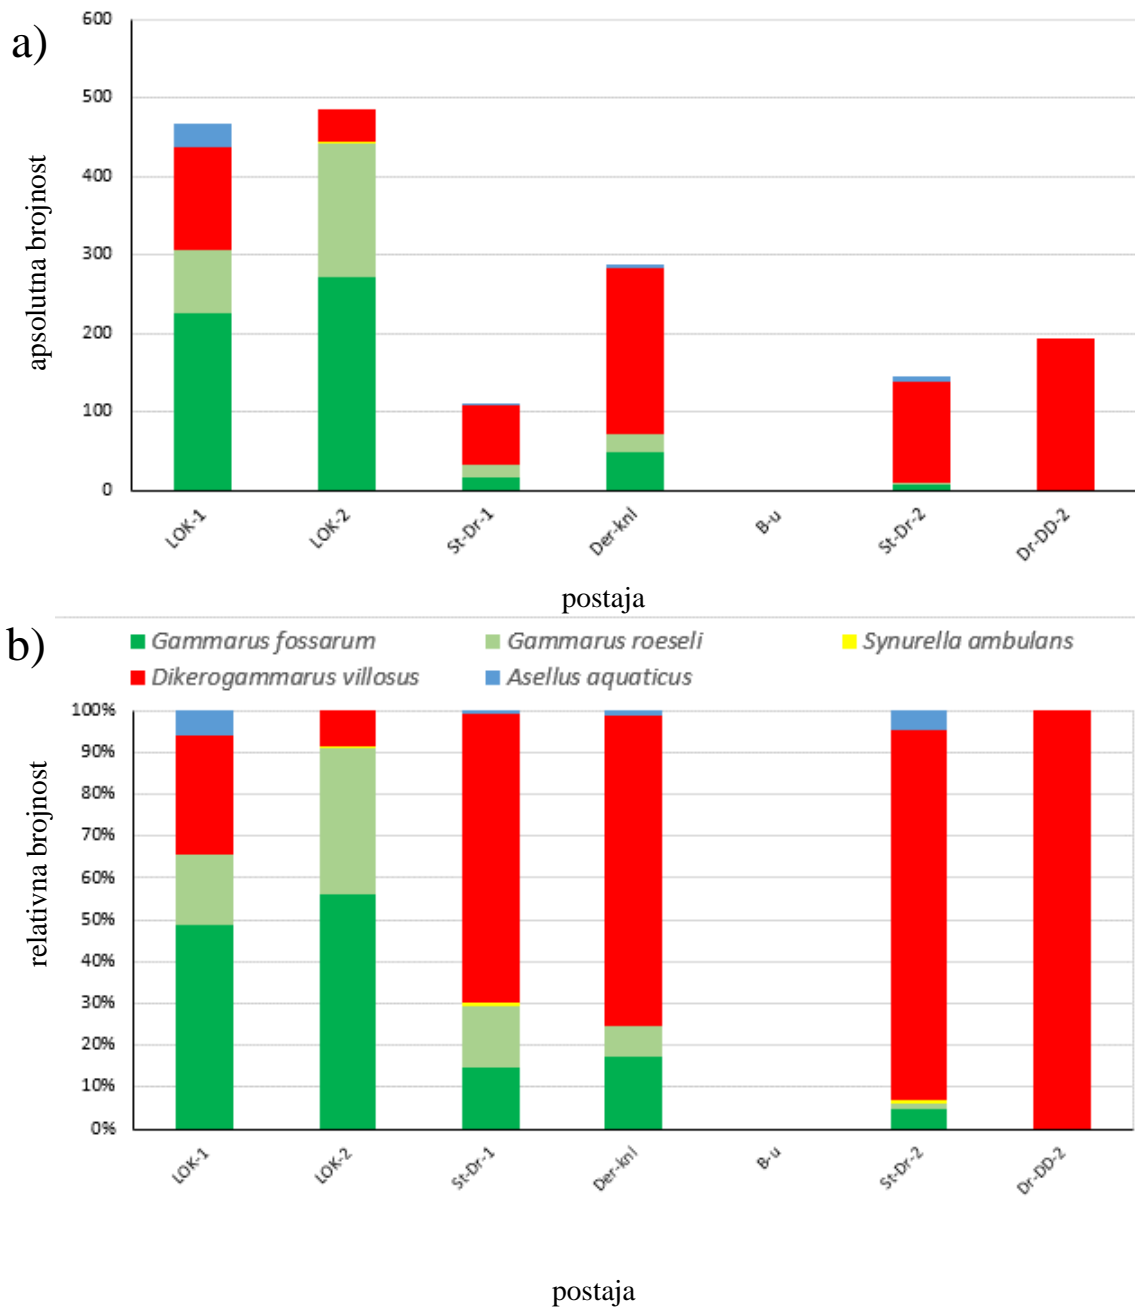 a)
apsolutna brojnost
600
500
400
300
200
100
0
LOK-1 LOK-2 St-Dr-1 Der-knl B-u St-Dr-2 Dr-DD-2
postaja
b)
Gammarus fossarum Gammarus roeseli Synurella ambulans
Dikerogammarus villosus Asellus aquaticus
relativna brojnost
100%
90%
80%
70%
60%
50%
40%
30%
20%
10%
0%
LOK-1 LOK-2 St-Dr-1 Der-knl B-u St-Dr-2 Dr-DD-2
postaja